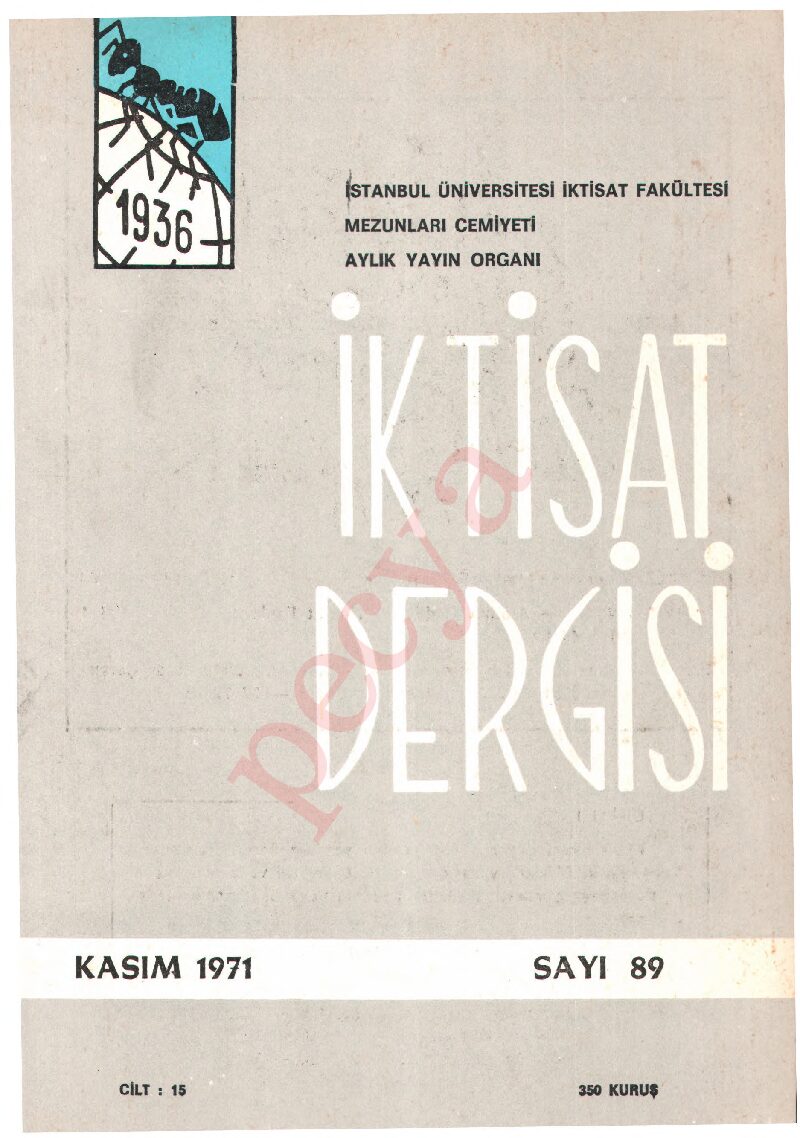 1936
İSTANBUL ÜNİVERSİTESİ İKTİSAT FAKÜLTESİ
MEZUNLARI CEMİYETİ
AYLIK YAYIN ORGANI
İKTİSAT
DERGİSİ
pecya
KASIM 1971 SAYI 89
CİLT : 15 350 KURUŞ